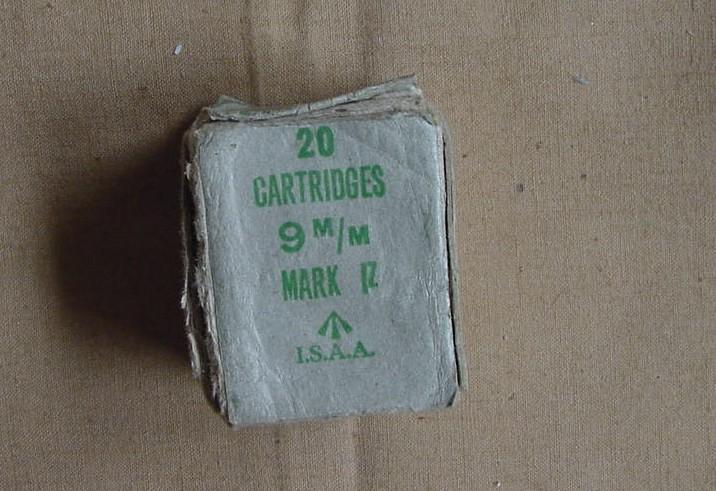 20
CARTRIDGES
9 M/M
MARK IZ
I.S.A.A.